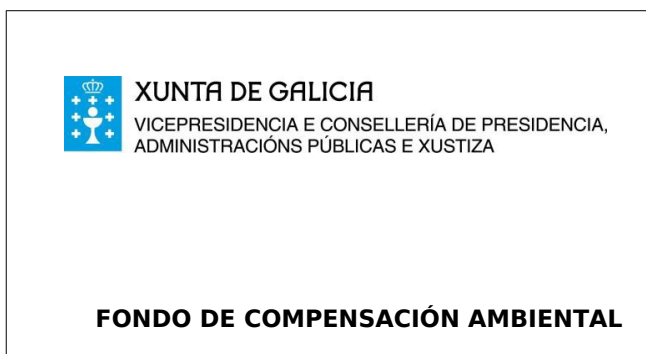 XUNTA DE GALICIA
VICEPRESIDENCIA E CONSELLERÍA DE PRESIDENCIA,
ADMINISTRACIÓNS PÚBLICAS E XUSTIZA
FONDO DE COMPENSACIÓN AMBIENTAL